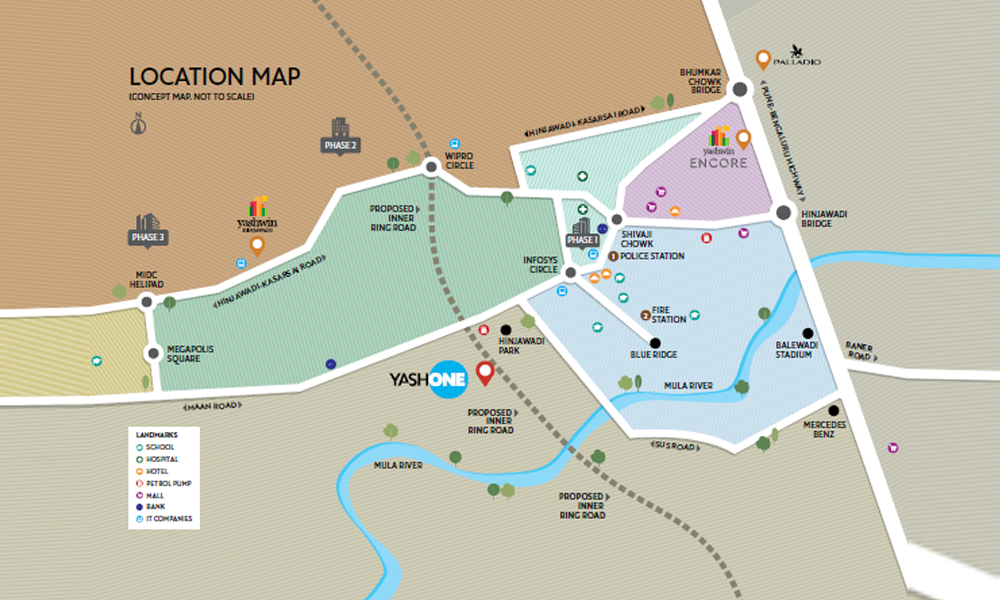 LOCATION MAP
(CONCEPT MAP. NOT TO SCALE)
N
PHASE 2
WIPRO
CIRCLE
BHUMKAR
CHOWK
BRIDGE
PALLADIO
HINJAWADI-KASARSAI ROAD
PUNE-BENGALURU HIGHWAY
yashwin
ENCORE
PHASE 3
yashwin
HINJAWADI
PROPOSED
INNER
RING ROAD
HINJAWADI
BRIDGE
SHIVAJI
CHOWK
PHASE 1
1 POLICE STATION
INFOSYS
CIRCLE
MIDC
HELIPAD
HINJAWADI-KASARSAI ROAD
2 FIRE
STATION
MEGAPOLIS
SQUARE
HINJAWADI
PARK
BLUE RIDGE
BALEWADI
STADIUM
BANER
ROAD
YASHONE
MULA RIVER
MAAN ROAD
PROPOSED
INNER
RING ROAD
MERCEDES
BENZ
SUS ROAD
MULA RIVER
PROPOSED
INNER
RING ROAD
LANDMARKS
SCHOOL
HOSPITAL
HOTEL
PETROL PUMP
MALL
BANK
IT COMPANIES